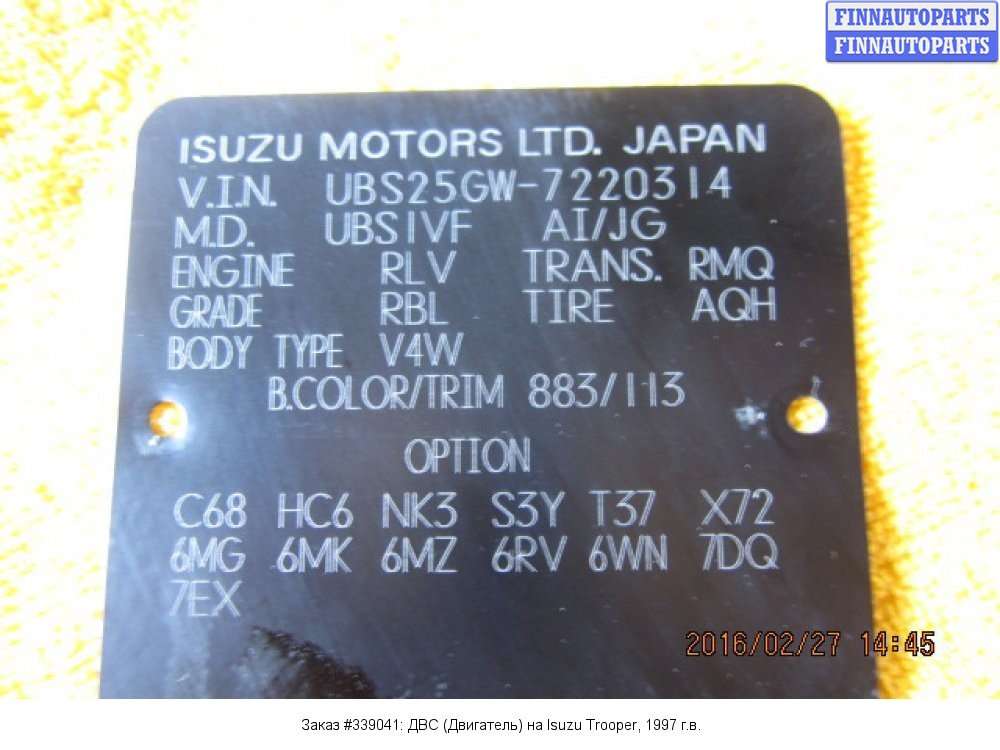 FINNAUTOPARTS
FINNAUTOPARTS
ISUZU MOTORS LTD. JAPAN
V.I.N. UBS25GW-7220314
M.D. UBS1VF A1/JG
ENGINE RLV TRANS. RMQ
GRADE RBL TIRE AQH
BODY TYPE V4W
B.COLOR/TRIM 883/113
OPTION
C68 HC6 NK3 S3Y T37 X72
6MG 6MK 6MZ 6RV 6WN 7DQ
7EX
2016/02/27 14:45
Заказ #339041: ДВС (Двигатель) на Isuzu Trooper, 1997 г.в.